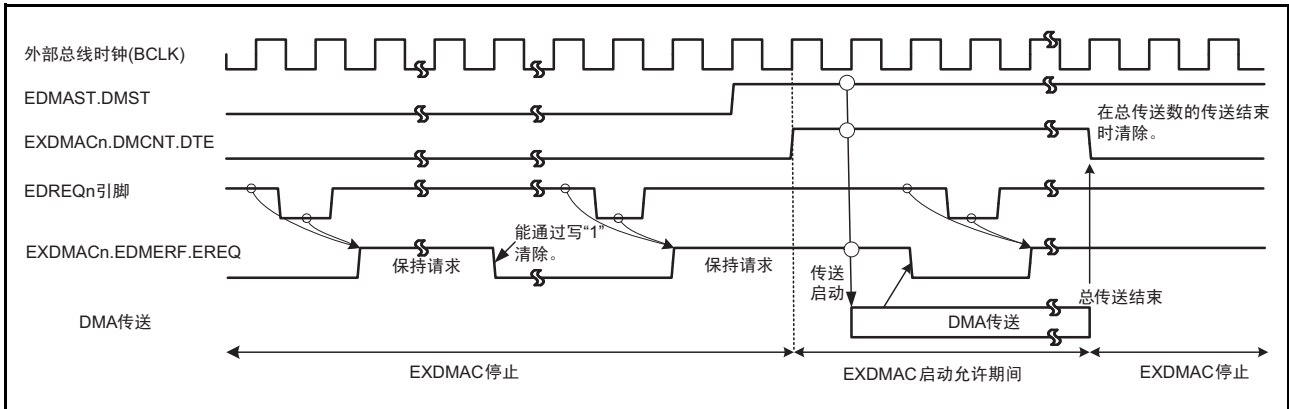 外部总线时钟(BCLK)
EDMAST.DMST
在总传送数的传送结束
时清除。
EXDMACn.DMCNT.DTE
EDREQn引脚
能通过写“1”
清除。
EXDMACn.EDMERF.EREQ
保持请求
保持请求
传送
启动
总传送结束
DMA传送
DMA传送
EXDMAC停止
EXDMAC启动允许期间
EXDMAC停止